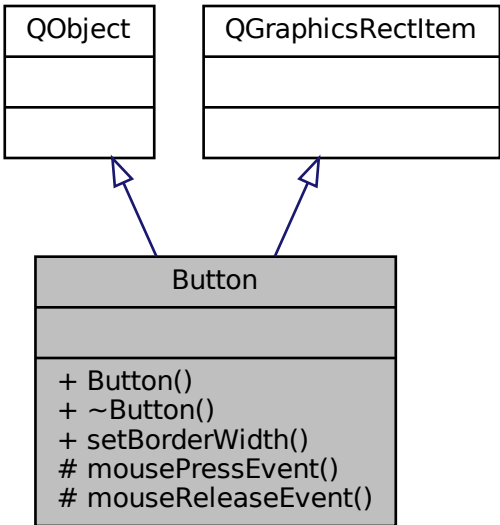 QObject
QGraphicsRectItem
Button
+ Button()
+ ~Button()
+ setBorderWidth()
# mousePressEvent()
# mouseReleaseEvent()